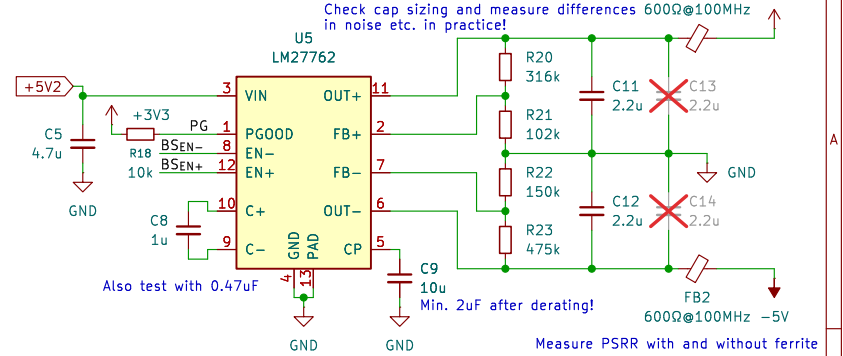 Check cap sizing and measure differences
in noise etc. in practice!
600Ω@100MHz
U5
LM27762
+5V2
C5
4.7u
GND
+3V3
R18
10k
PG
BSEN-
BSEN+
C8
1u
3
1
8
12
10
9
VIN
PGOOD
EN-
EN+
C+
C-
GND
PAD
4
13
OUT+
FB+
FB-
OUT-
CP
11
2
7
6
5
GND
C9
10u
GND
Also test with 0.47uF
Min. 2uF after derating!
R20
316k
R21
102k
R22
150k
R23
475k
C11
2.2u
C13
2.2u
C12
2.2u
C14
2.2u
GND
FB2
600Ω@100MHz
-5V
Measure PSRR with and without ferrite
A